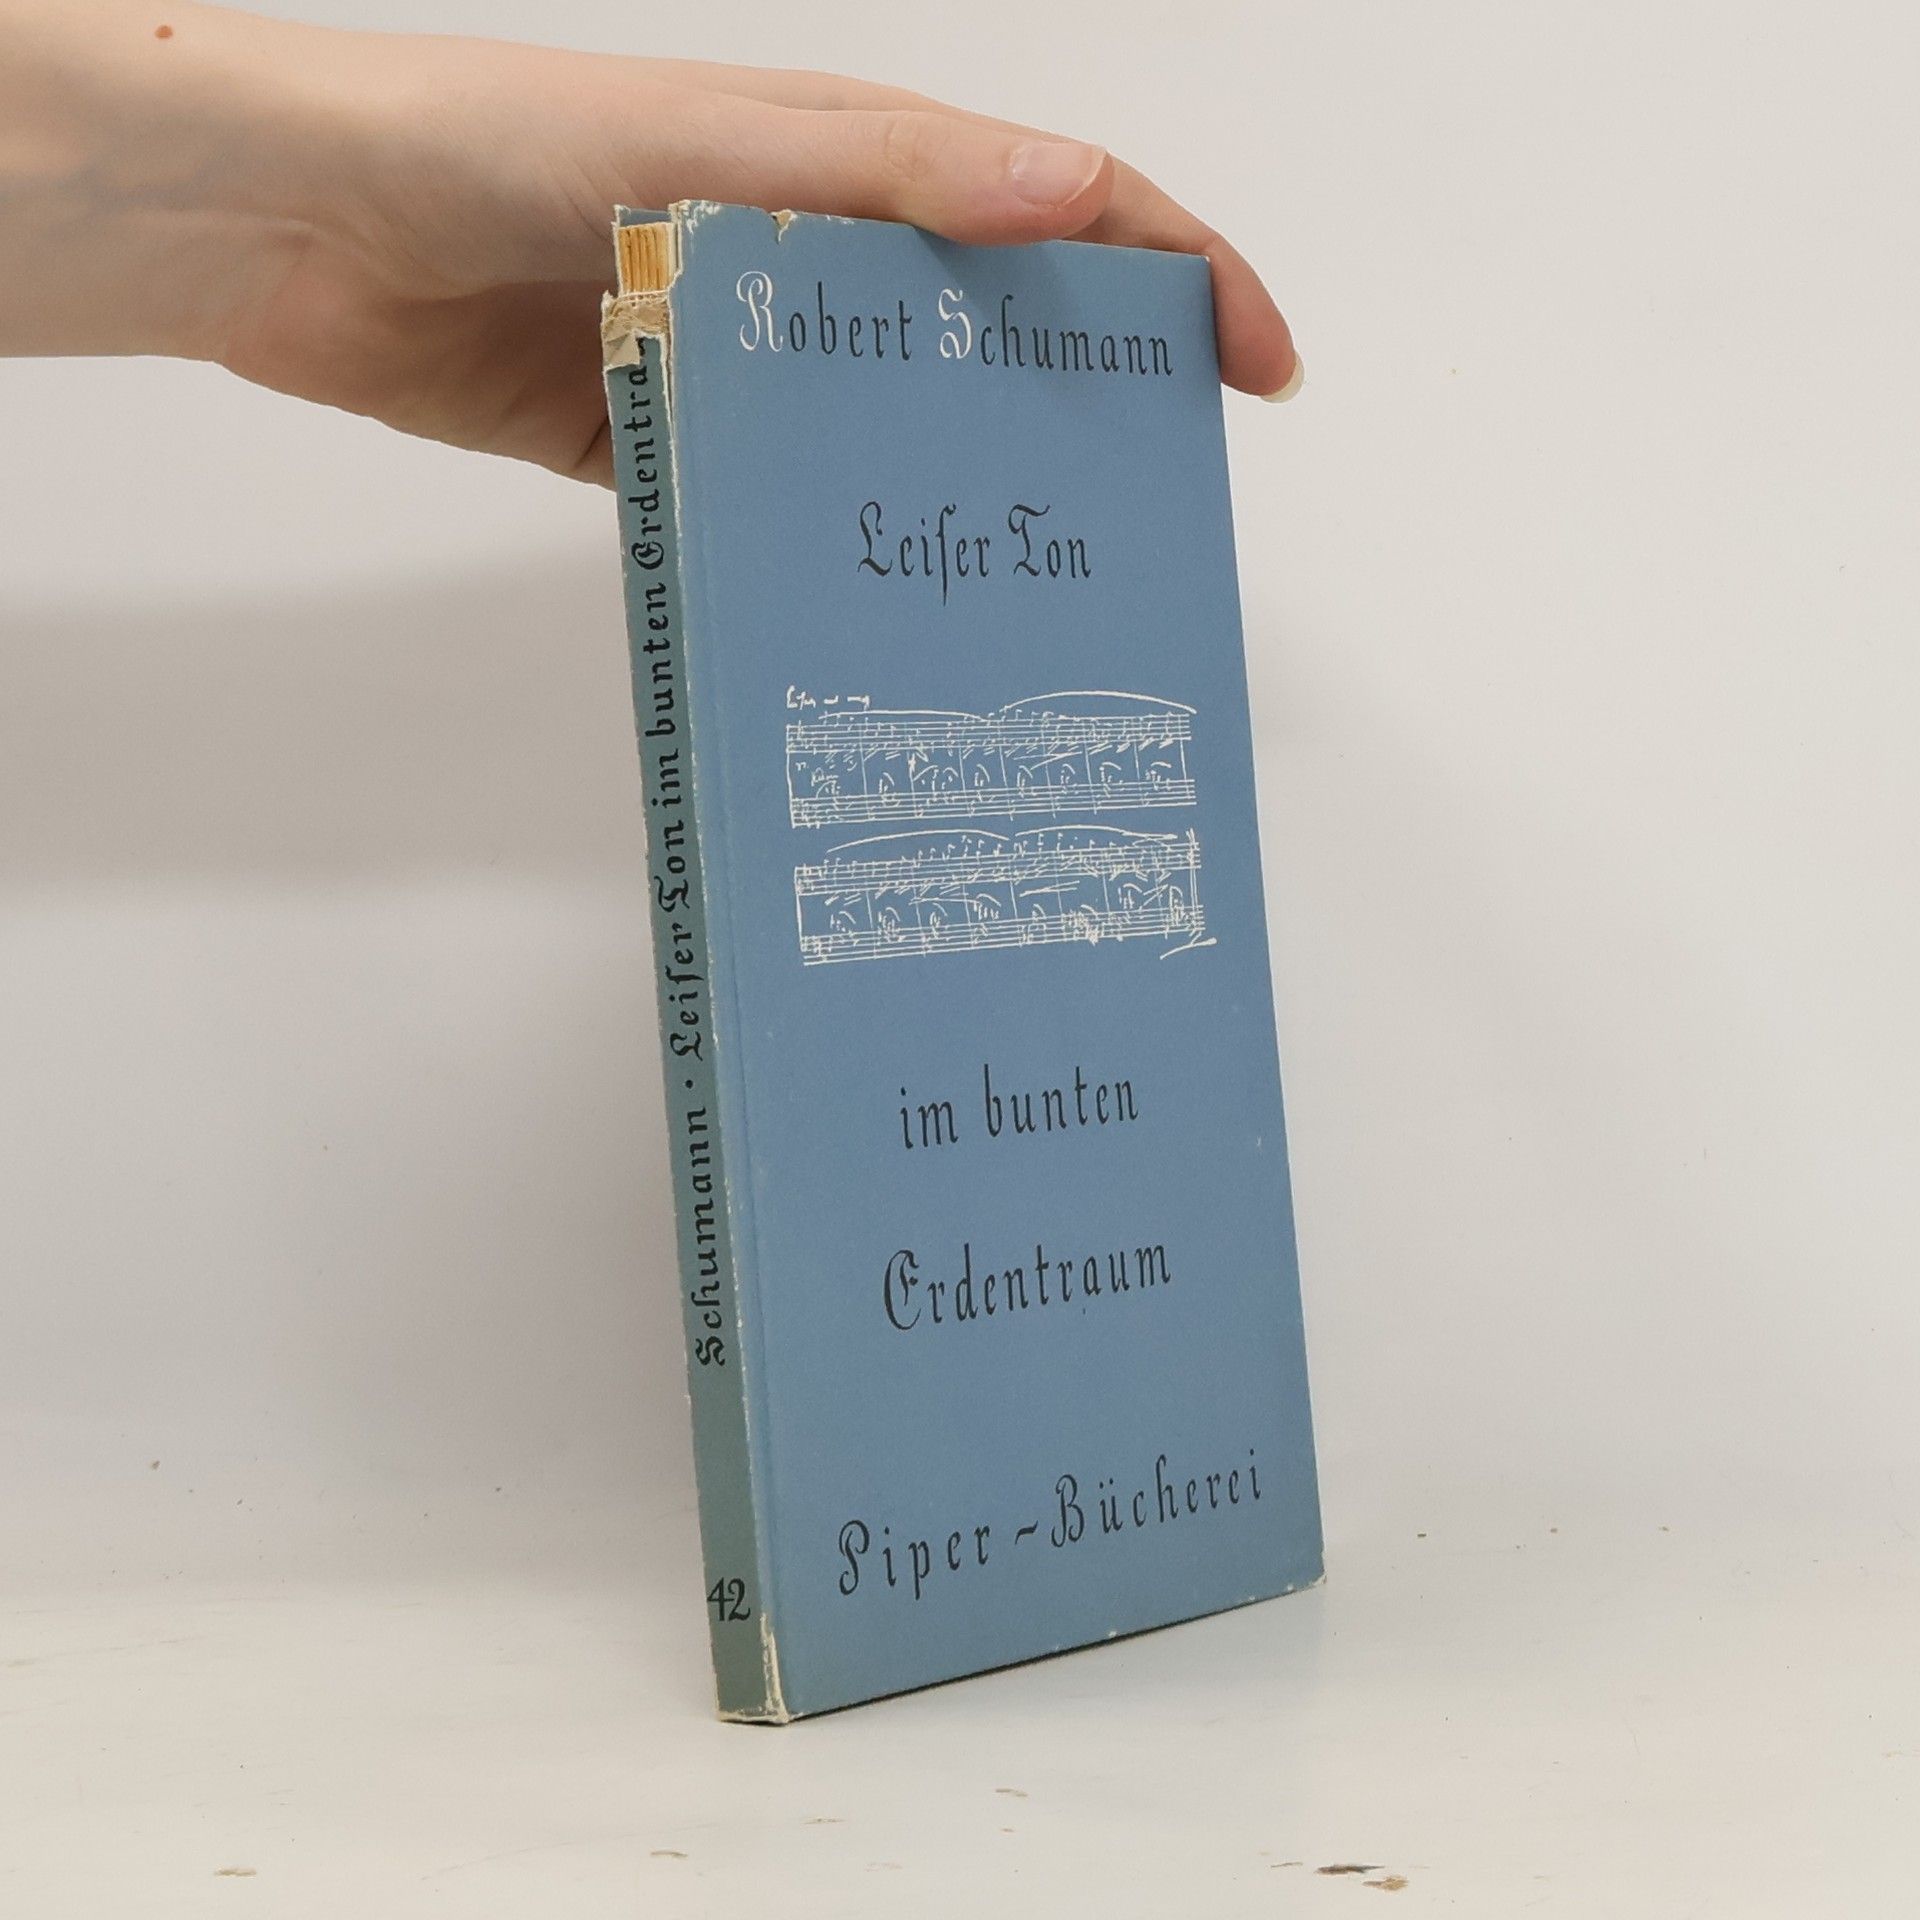 Robert Schumann
Leiſer Ton
im bunten
Erdentraum
Piper-Bücherei
Schumann · Leiſer Ton im bunten Erdentra
42